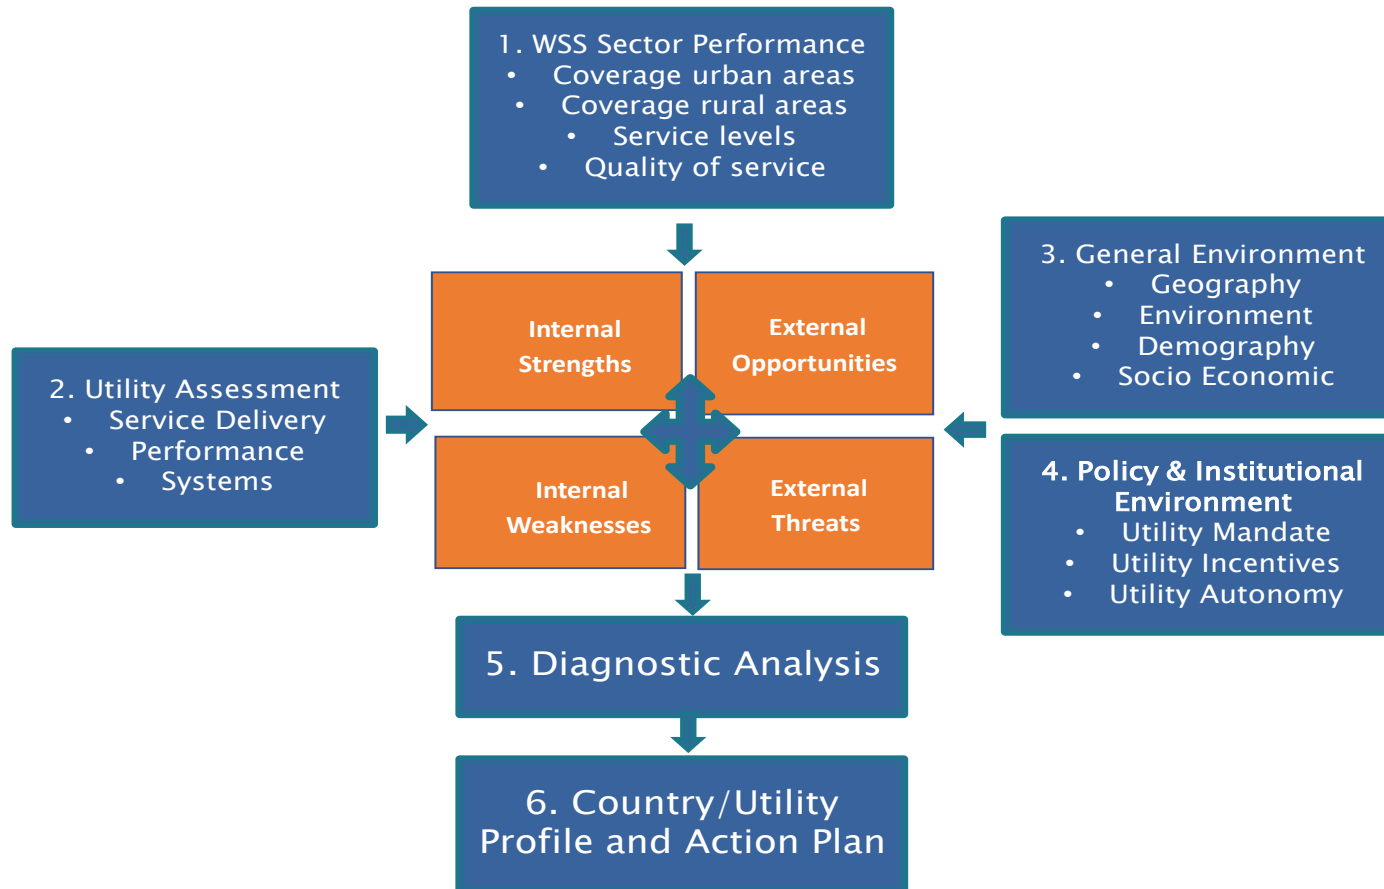 1. WSS Sector Performance
• Coverage urban areas
• Coverage rural areas
• Service levels
• Quality of service
2. Utility Assessment
• Service Delivery
• Performance
• Systems
Internal
Strengths
External
Opportunities
Internal
Weaknesses
External
Threats
3. General Environment
• Geography
• Environment
• Demography
• Socio Economic
4. Policy & Institutional
Environment
• Utility Mandate
• Utility Incentives
• Utility Autonomy
5. Diagnostic Analysis
6. Country/Utility
Profile and Action Plan